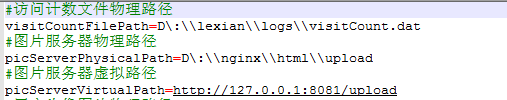 #访问计数文件物理路径
visitCountFilePath=D\:\\lexian\\logs\\visitCount.dat
#图片服务器物理路径
picServerPhysicalPath=D\:\\nginx\\html\\upload
#图片服务器虚拟路径
picServerVirtualPath=http://127.0.0.1:8081/upload